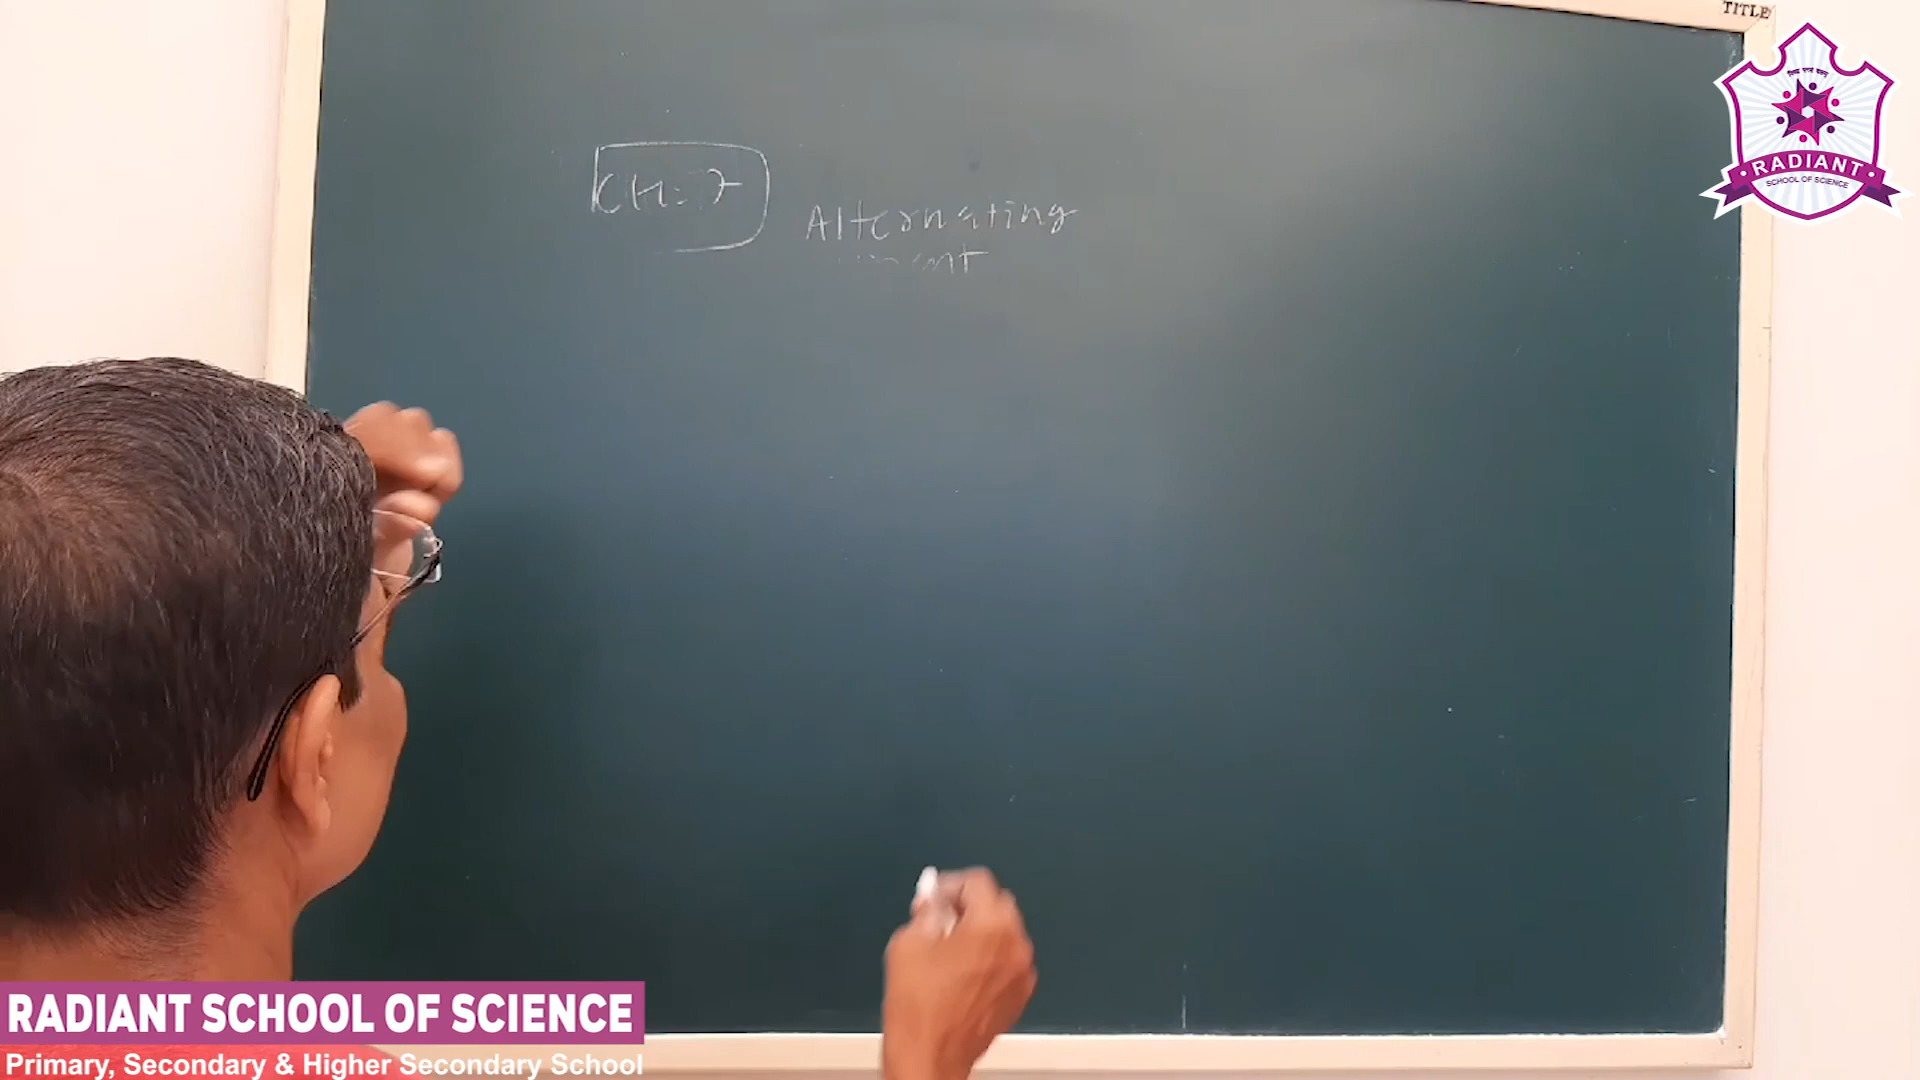 TITLE
CH=7
Alternating
RADIANT
SCHOOL OF SCIENCE
RADIANT SCHOOL OF SCIENCE
Primary, Secondary & Higher Secondary School